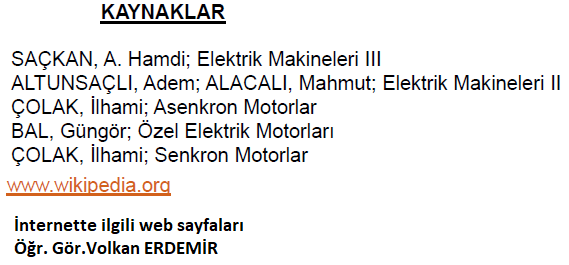 KAYNAKLAR
SAÇKAN, A. Hamdi; Elektrik Makineleri III
ALTUNSAÇLI, Adem; ALACALI, Mahmut; Elektrik Makineleri II
ÇOLAK, İlhami; Asenkron Motorlar
BAL, Güngör; Özel Elektrik Motorları
ÇOLAK, İlhami; Senkron Motorlar
www.wikipedia.org
İnternette ilgili web sayfaları
Öğr. Gör.Volkan ERDEMİR